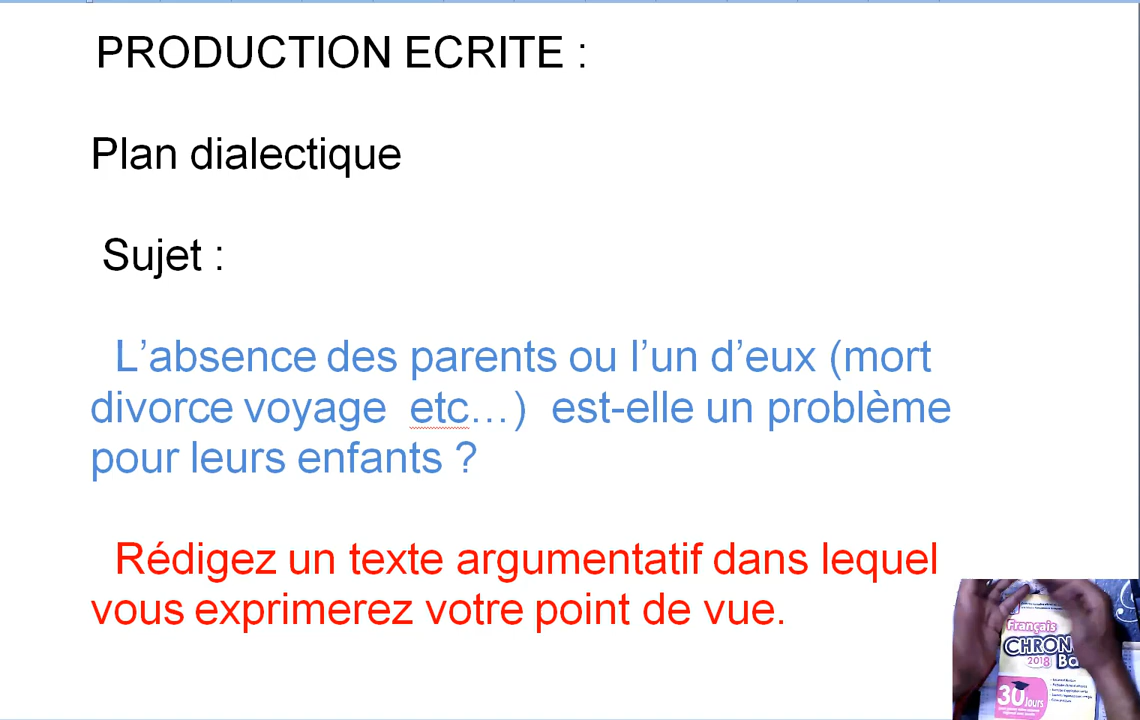 PRODUCTION ECRITE :
Plan dialectique
Sujet :
L’absence des parents ou l’un d’eux (mort
divorce voyage etc…) est-elle un problème
pour leurs enfants ?
Rédigez un texte argumentatif dans lequel
vous exprimerez votre point de vue.
Français
CHRON
2018 Ba
30 Jours